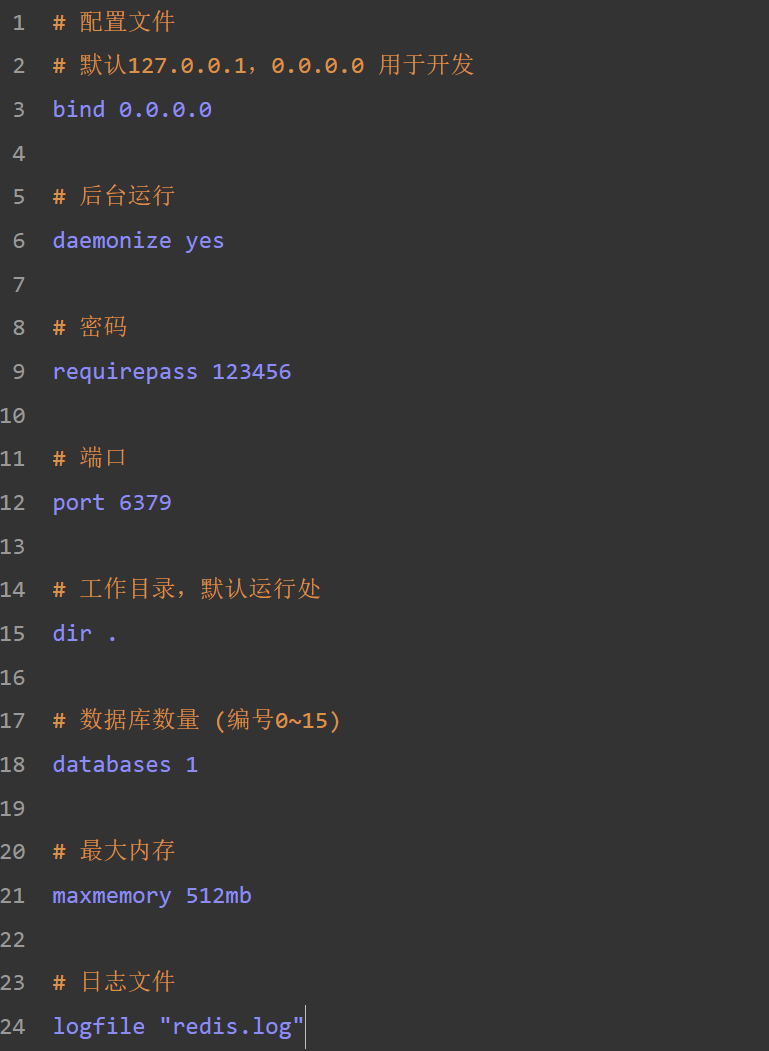 1 # 配置文件
2 # 默认127.0.0.1，0.0.0.0 用于开发
3 bind 0.0.0.0
4
5 # 后台运行
6 daemonize yes
7
8 # 密码
9 requirepass 123456
10
11 # 端口
12 port 6379
13
14 # 工作目录，默认运行处
15 dir .
16
17 # 数据库数量 (编号0~15)
18 databases 1
19
20 # 最大内存
21 maxmemory 512mb
22
23 # 日志文件
24 logfile "redis.log"